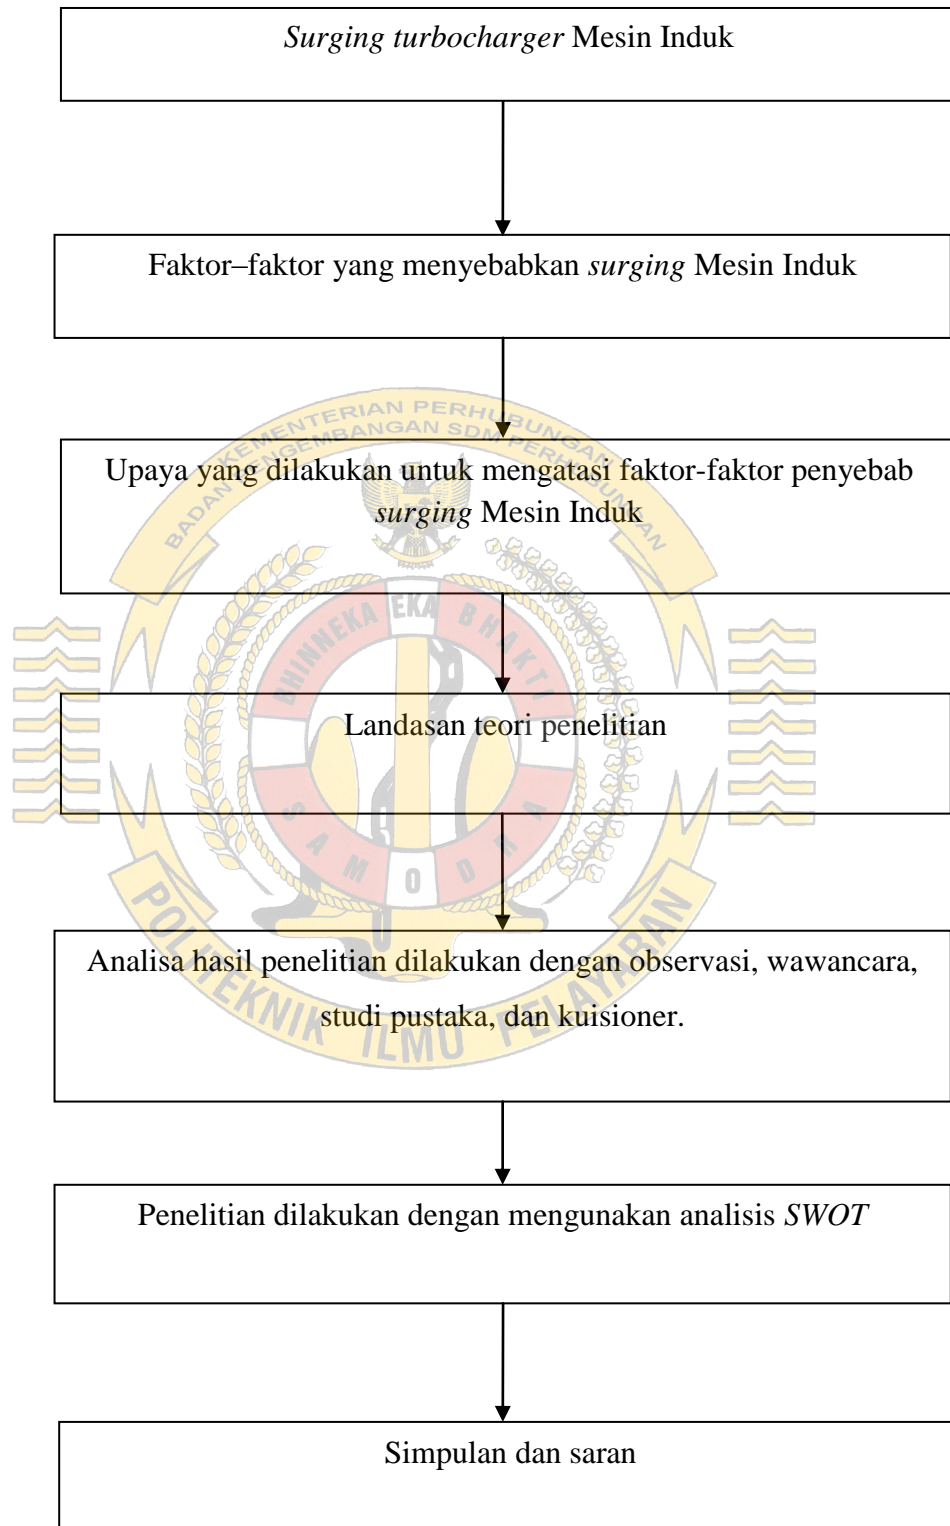 Surging turbocharger Mesin Induk
Faktor–faktor yang menyebabkan surging Mesin Induk
KEMENTERIAN PERHUBUNGAN
BADAN PENGEMBANGAN SDM PERHUBUNGAN
Upaya yang dilakukan untuk mengatasi faktor-faktor penyebab
surging Mesin Induk
BHINNEKA EKA BHAKTI
Landasan teori penelitian
SAMODRA
Analisa hasil penelitian dilakukan dengan observasi, wawancara,
studi pustaka, dan kuisioner.
POLITEKNIK ILMU PELAYARAN
Penelitian dilakukan dengan mengunakan analisis SWOT
Simpulan dan saran